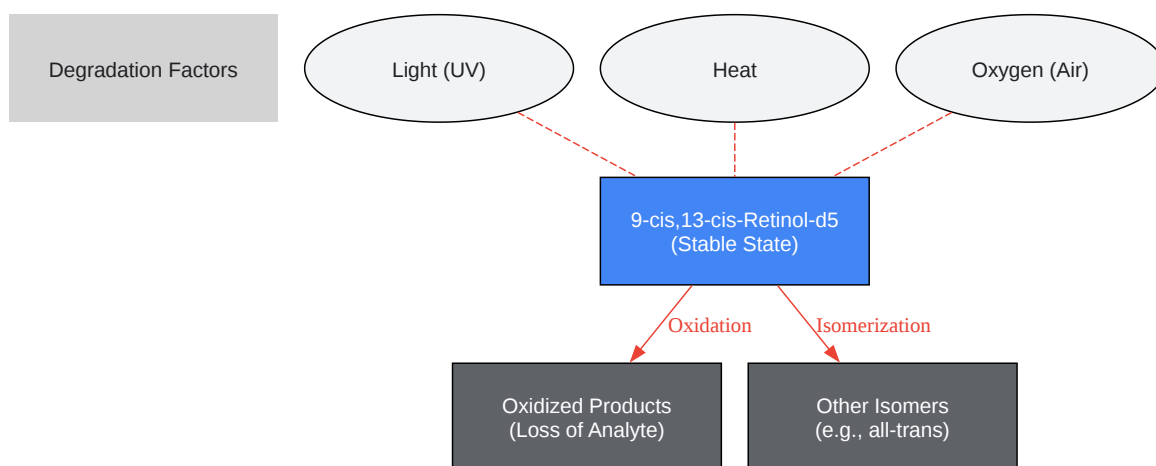 Degradation Factors
Light (UV)
Heat
Oxygen (Air)
9-cis,13-cis-Retinol-d5
(Stable State)
Oxidation
Isomerization
Oxidized Products
(Loss of Analyte)
Other Isomers
(e.g., all-trans)